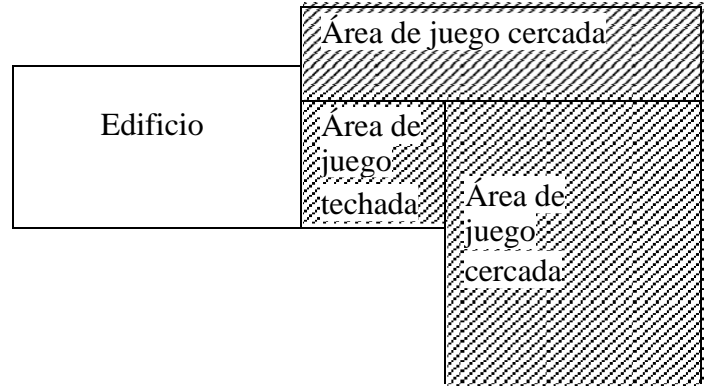 Área de juego cercada
Edificio
Área de
juego
techada
Área de
juego
cercada